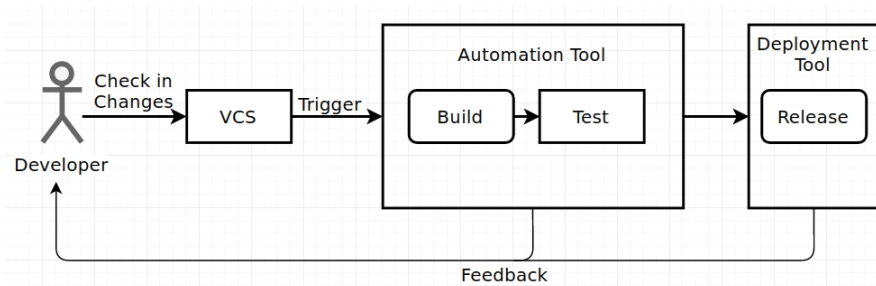 Developer
Check in
Changes
VCS
Trigger
Automation Tool
Build
Test
Deployment
Tool
Release
Feedback